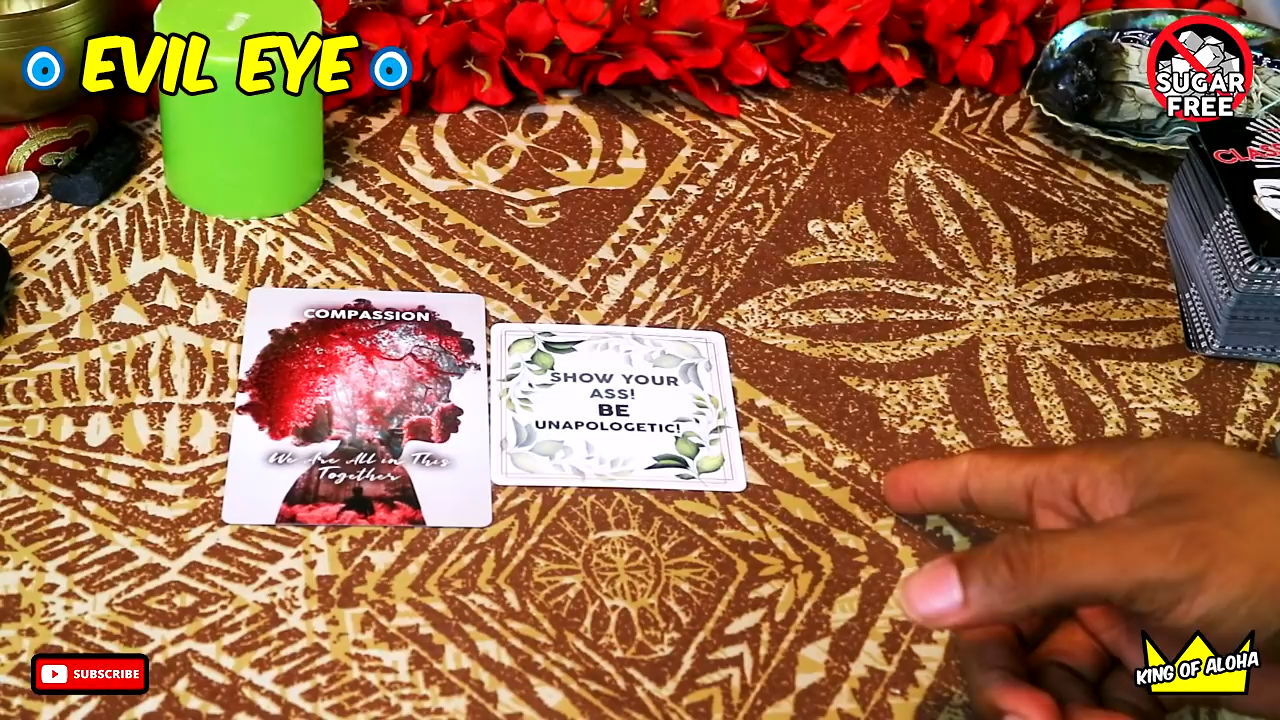 EVIL EYE
SUGAR
FREE
COMPASSION
We Are All in This
Together
SHOW YOUR
ASS!
BE
UNAPOLOGETIC!
SUBSCRIBE
KING OF ALOHA